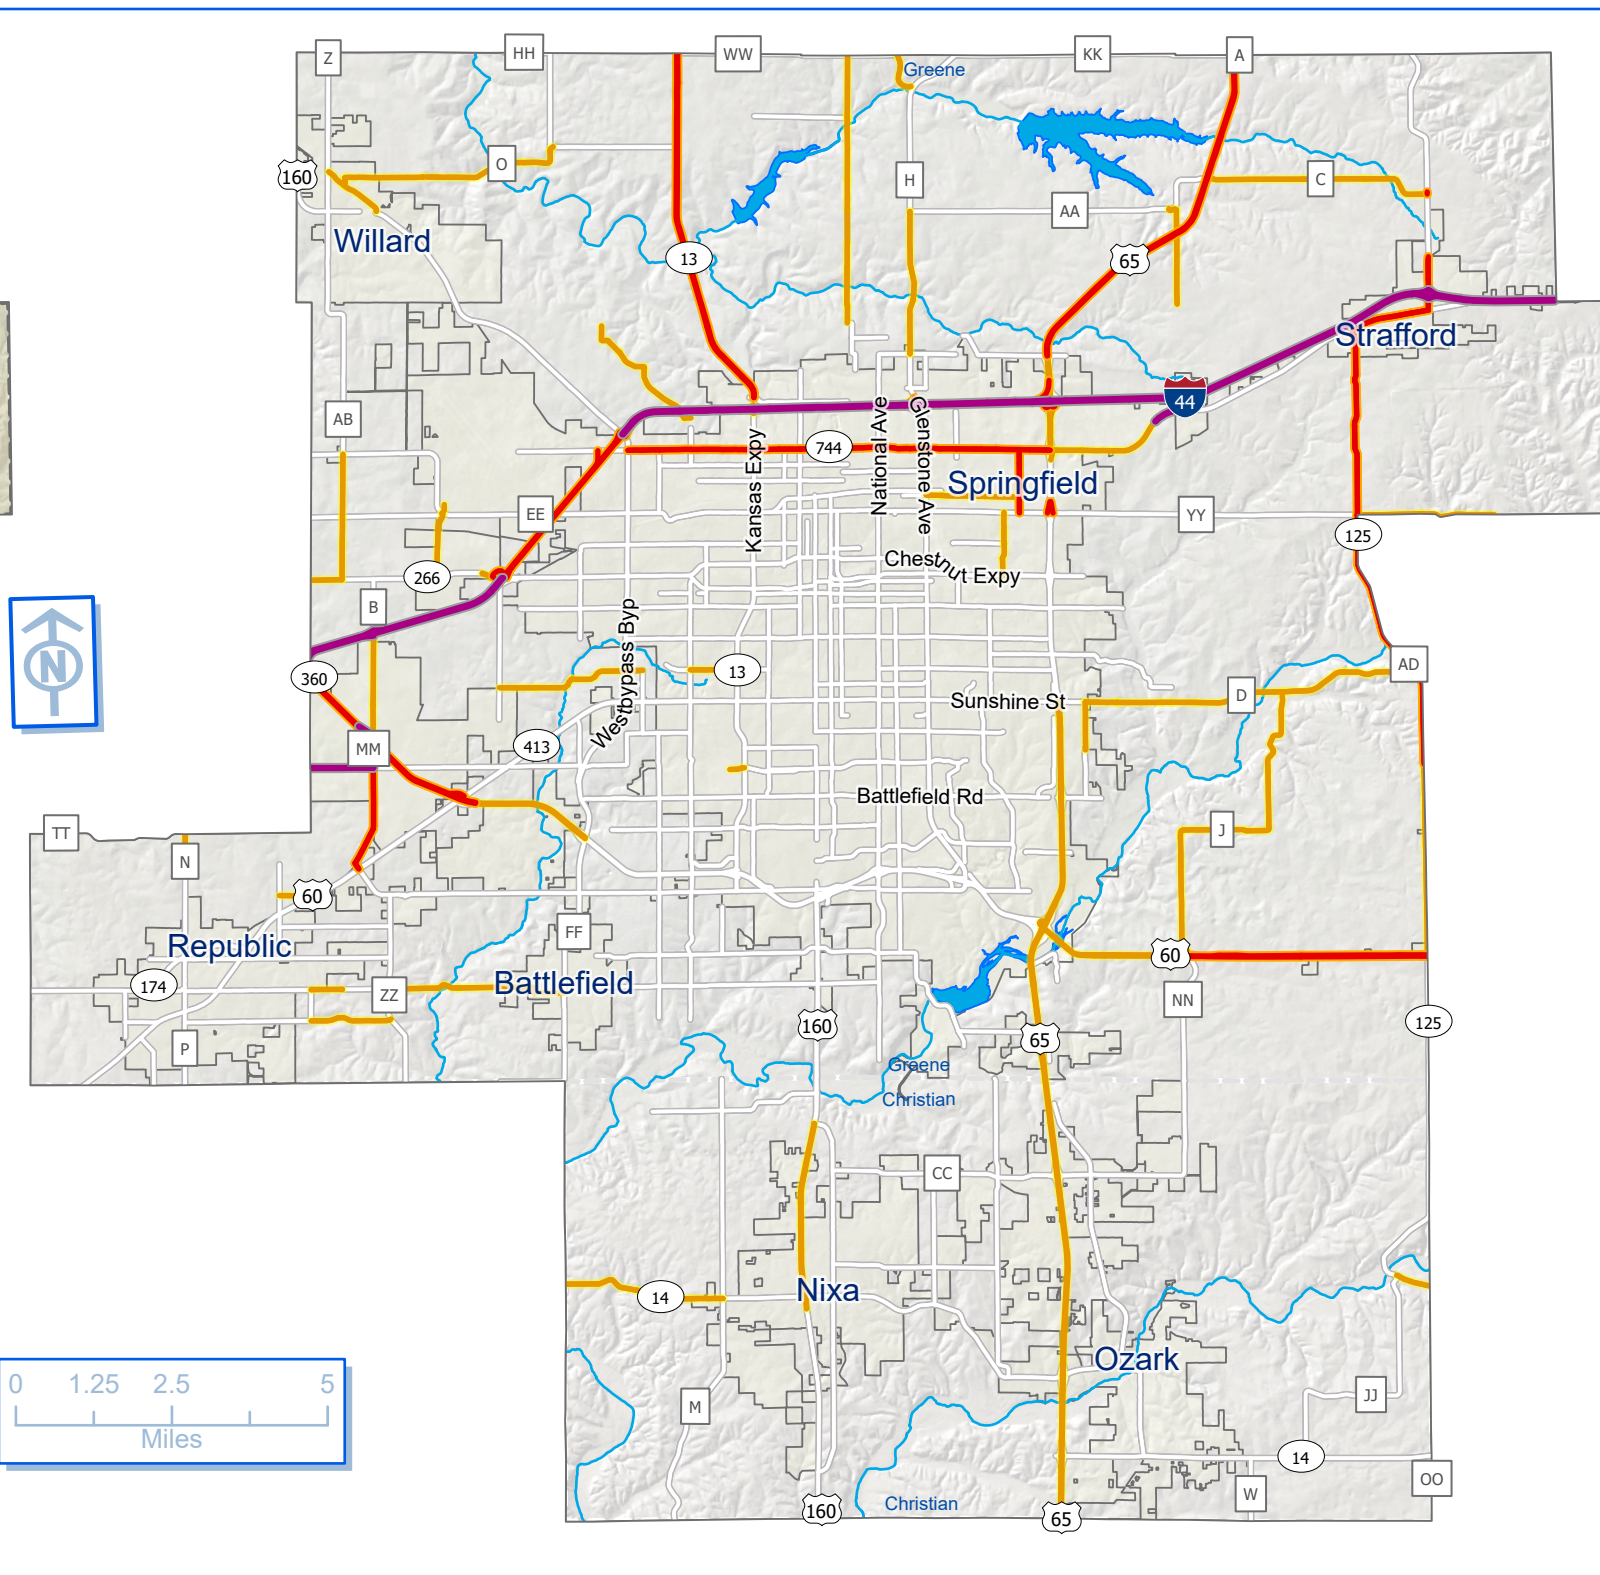 Z
HH
WW
Greene
KK
A
160
O
H
AA
C
Willard
13
65
Strafford
44
AB
744
Kansas Expy
National Ave
Glenstone Ave
Springfield
EE
YY
125
266
Chestnut Expy
B
N
Westbypass Byp
360
13
AD
D
Sunshine St
413
MM
Battlefield Rd
TT
J
N
60
FF
Republic
60
174
ZZ
Battlefield
NN
160
65
125
P
Greene
Christian
CC
Nixa
14
Ozark
0 1.25 2.5 5
Miles
M
JJ
14
OO
W
160
Christian
65